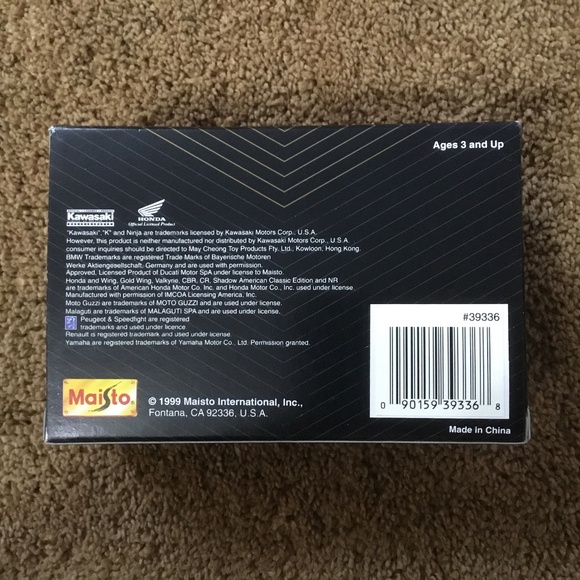 Ages 3 and Up
Kawasaki
HONDA
Official Licensed Product
"Kawasaki","K" and Ninja are trademarks licensed by Kawasaki Motors Corp., U.S.A.
However, this product is neither manufactured nor distributed by Kawasaki Motors Corp., U.S.A.
consumer inquiries should be directed to May Cheong Toy Products Fty. Ltd., Kowloon, Hong Kong.
BMW Trademarks are registered Trade Marks of Bayerische Motoren
Werke Aktiengesellschaft, Germany and are used with permission.
Approved, Licensed Product of Ducati Motor SpA under license to Maisto.
Honda and Wing, Gold Wing, Valkyrie, CBR, CR, Shadow American Classic Edition and NR
are trademarks of American Honda Motor Co. Inc, and Honda Motor Co., Inc. used under license.
Manufactured with permission of IMCOA Licensing America, Inc.
Moto Guzzi are trademarks of MOTO GUZZI and are used under license.
Malaguti are trademarks of MALAGUTI SPA and are used under license.
Peugeot & Speedfight are registered
trademarks and used under licence
Renault is registered trademark and used under license
Yamaha are registered trademarks of Yamaha Motor Co., Ltd. Permission granted.
#39336
0 90159 39336 8
Maisto
© 1999 Maisto International, Inc.,
Fontana, CA 92336, U.S.A.
Made in China